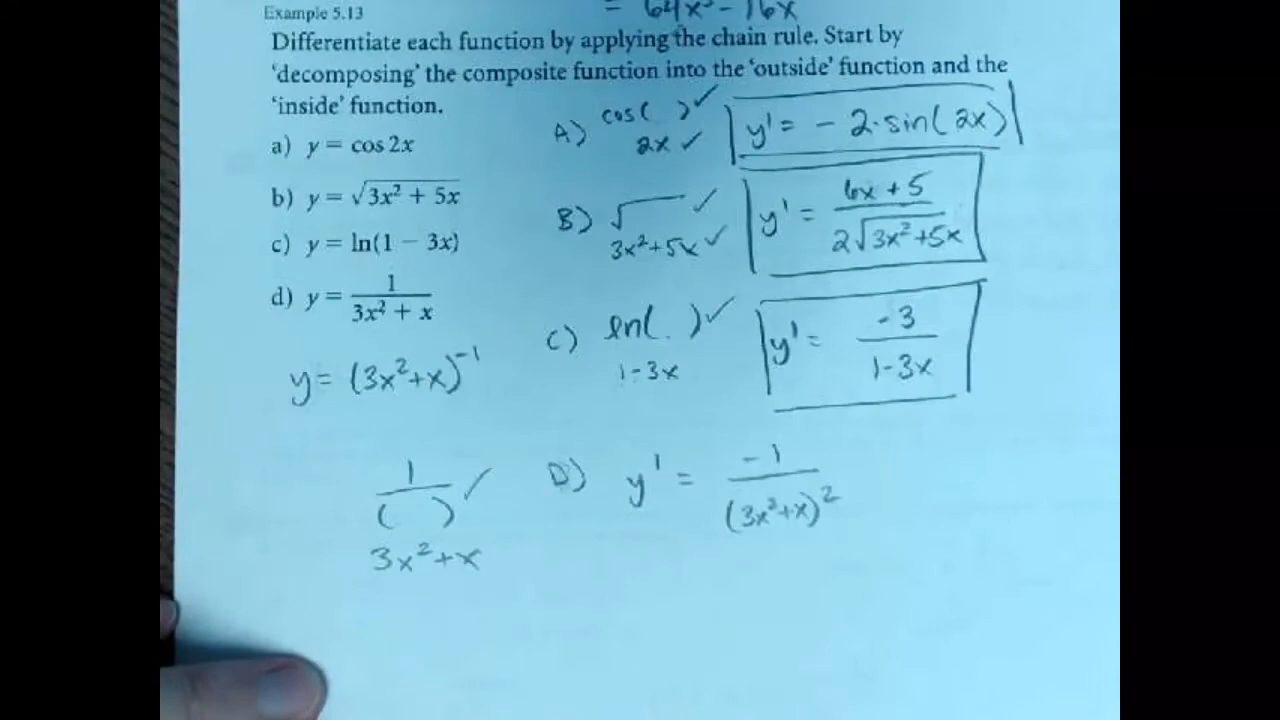 = 64x³ - 16x
Example 5.13
Differentiate each function by applying the chain rule. Start by
'decomposing' the composite function into the 'outside' function and the
'inside' function.
a) y = cos 2x
b) y = √(3x² + 5x)
c) y = ln(1 − 3x)
d) y = 1/(3x² + x)
y = (3x²+x)⁻¹
1/( ) ✓
3x²+x
A) cos( ) ✓
2x ✓
y' = - 2·sin(2x)
B) √ ✓
3x²+5x ✓
y' = (6x+5)/(2√(3x²+5x))
C) ln( ) ✓
1-3x
y' = -3/(1-3x)
D) y' = -1/(3x²+x)²